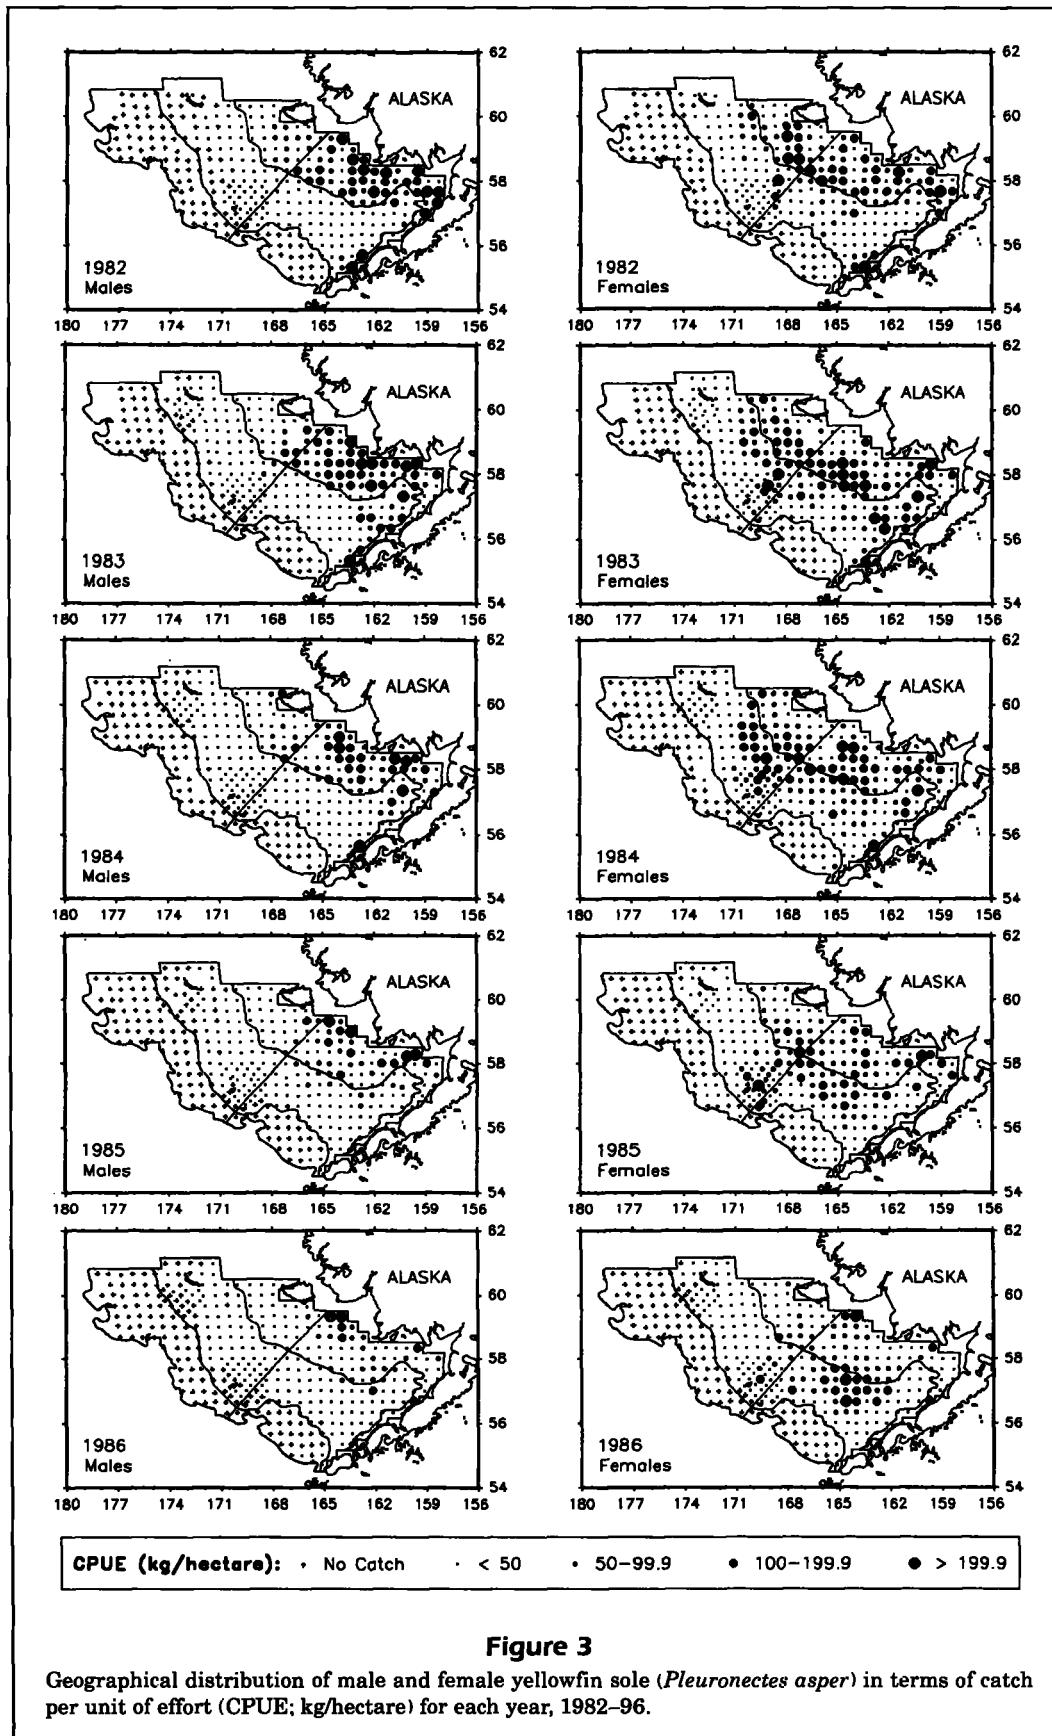 62
ALASKA
60
58
56
1982
Males
54
180 177 174 171 168 165 162 159 156
62
ALASKA
60
58
56
1982
Females
54
180 177 174 171 168 165 162 159 156
62
ALASKA
60
58
56
1983
Males
54
180 177 174 171 168 165 162 159 156
62
ALASKA
60
58
56
1983
Females
54
180 177 174 171 168 165 162 159 156
62
ALASKA
60
58
56
1984
Males
54
180 177 174 171 168 165 162 159 156
62
ALASKA
60
58
56
1984
Females
54
180 177 174 171 168 165 162 159 156
62
ALASKA
60
58
56
1985
Males
54
180 177 174 171 168 165 162 159 156
62
ALASKA
60
58
56
1985
Females
54
180 177 174 171 168 165 162 159 156
62
ALASKA
60
58
56
1986
Males
54
180 177 174 171 168 165 162 159 156
62
ALASKA
60
58
56
1986
Females
54
180 177 174 171 168 165 162 159 156
CPUE (kg/hectare): No Catch < 50 50–99.9 100–199.9 > 199.9
Figure 3
Geographical distribution of male and female yellowfin sole (Pleuronectes asper) in terms of catch
per unit of effort (CPUE; kg/hectare) for each year, 1982–96.